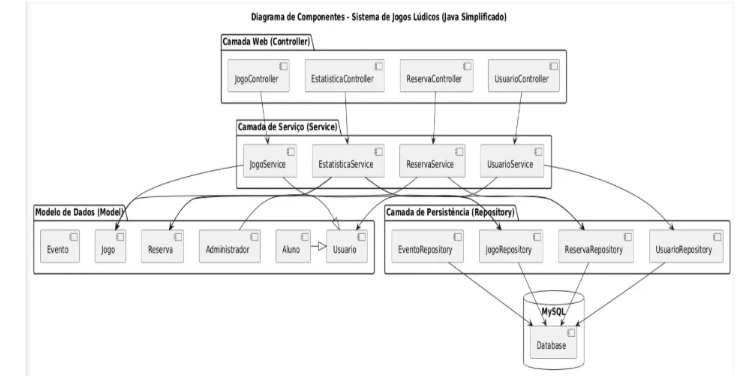 Diagrama de Componentes - Sistema de Jogos Lúdicos (Java Simplificado)
Camada Web (Controller)
JogoController
EstatisticaController
ReservaController
UsuarioController
Camada de Serviço (Service)
JogoService
EstatisticaService
ReservaService
UsuarioService
Modelo de Dados (Model)
Evento
Jogo
Reserva
Administrador
Aluno
Usuario
Camada de Persistência (Repository)
EventoRepository
JogoRepository
ReservaRepository
UsuarioRepository
MySQL
Database